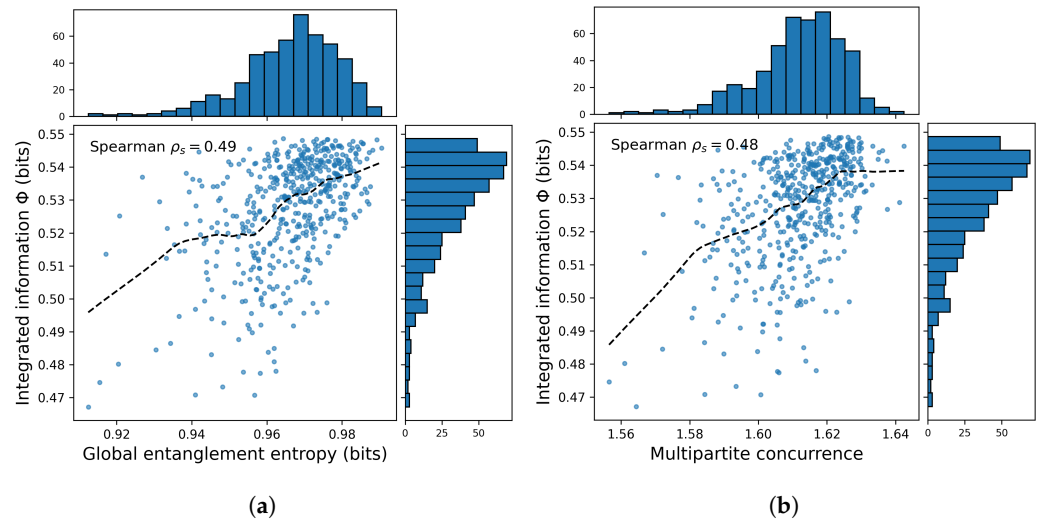 60
40
20
0
Spearman ρs = 0.49
0.55
0.54
0.53
0.52
0.51
0.50
0.49
0.48
0.47
Integrated information Φ (bits)
0.92 0.94 0.96 0.98
Global entanglement entropy (bits)
0 25 50
(a)
60
40
20
0
Spearman ρs = 0.48
0.55
0.54
0.53
0.52
0.51
0.50
0.49
0.48
0.47
Integrated information Φ (bits)
1.56 1.58 1.60 1.62 1.64
Multipartite concurrence
0 25 50
(b)